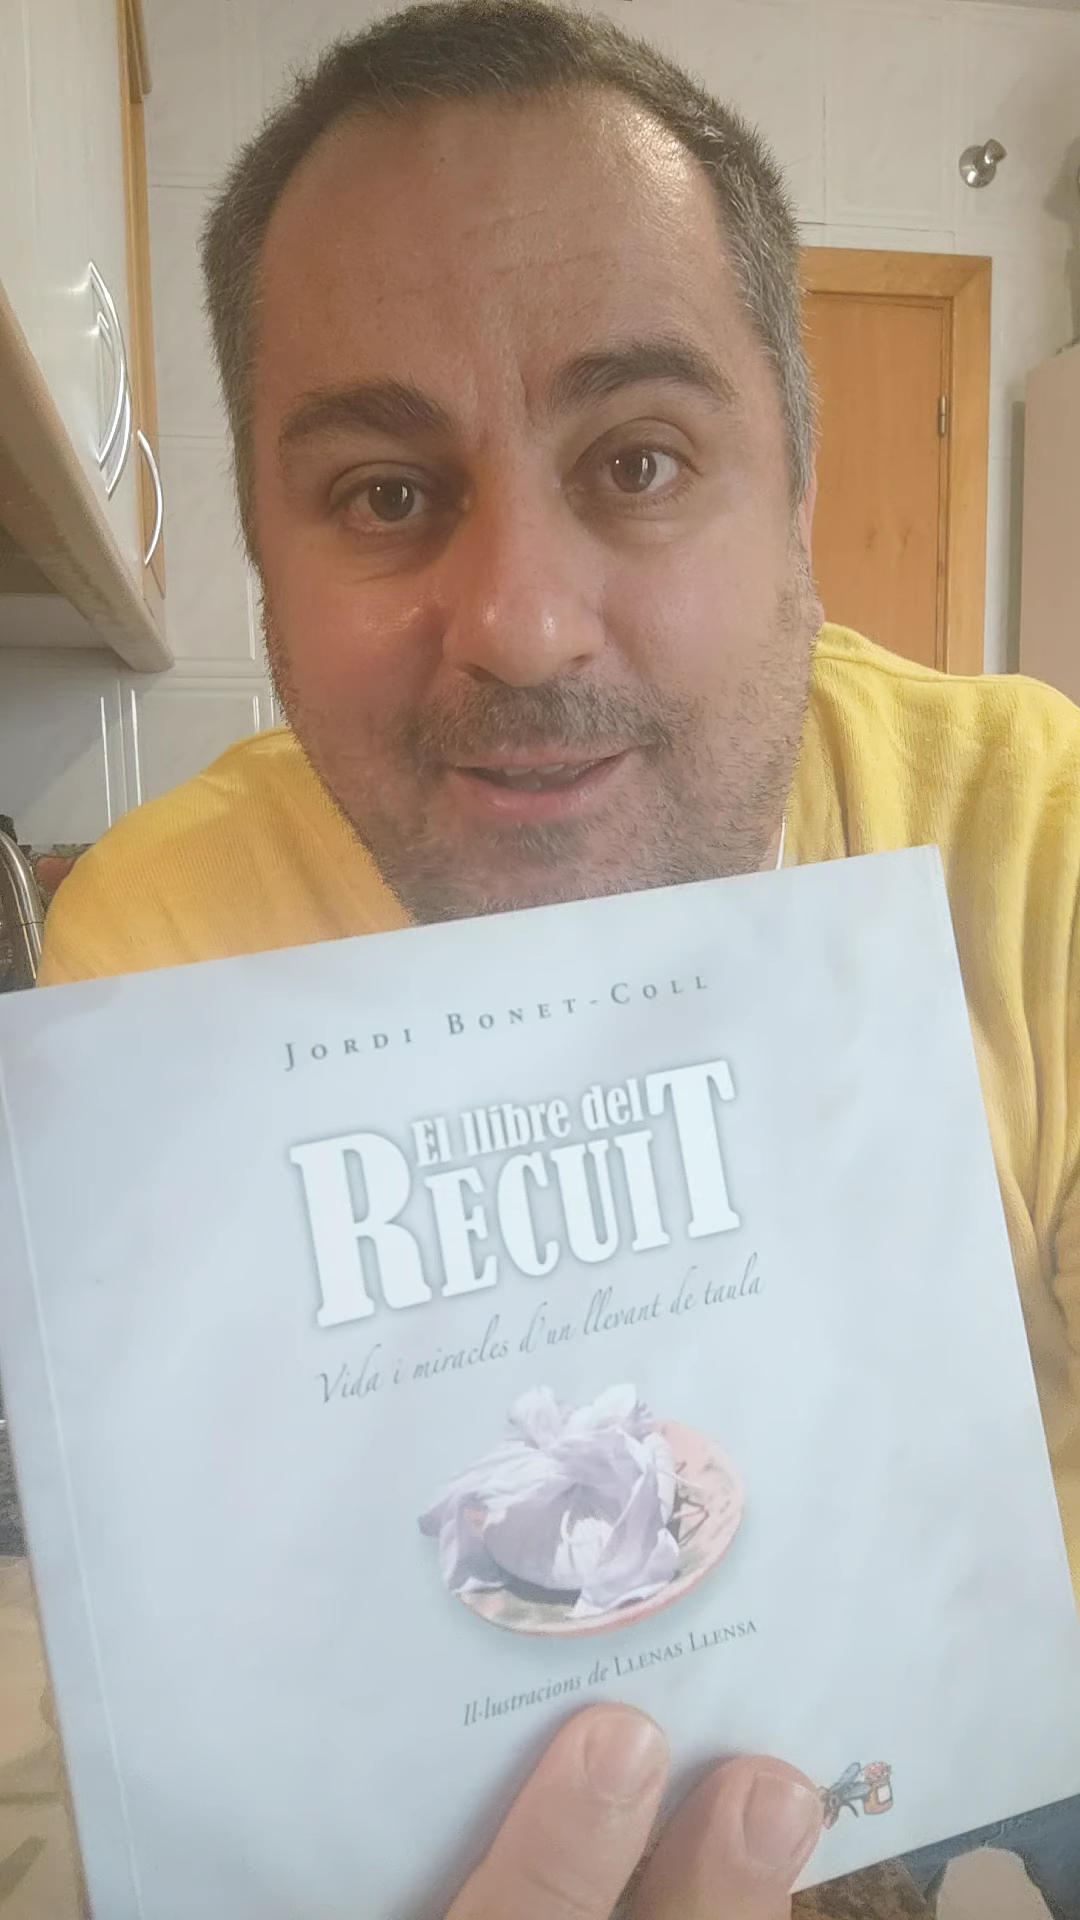 JORDI BONET-COLL
El llibre del
RECUIT
Vida i miracles d'un llevant de taula
Il·lustracions de LLENAS LLENSA